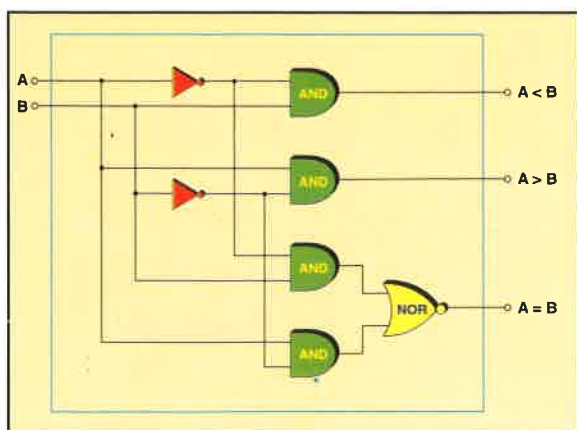 A
B
AND
A < B
AND
A > B
AND
NOR
A = B
AND